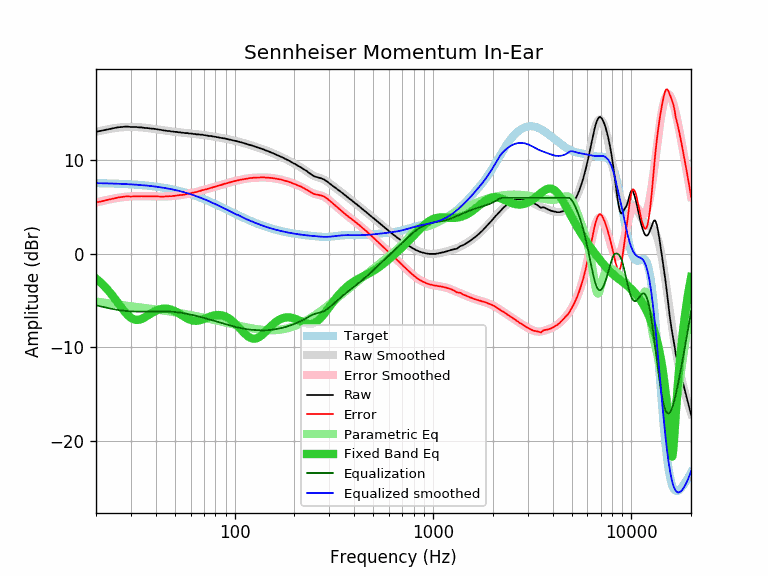 Sennheiser Momentum In-Ear
Amplitude (dBr)
10
0
−10
−20
Target
Raw Smoothed
Error Smoothed
Raw
Error
Parametric Eq
Fixed Band Eq
Equalization
Equalized smoothed
100
1000
10000
Frequency (Hz)